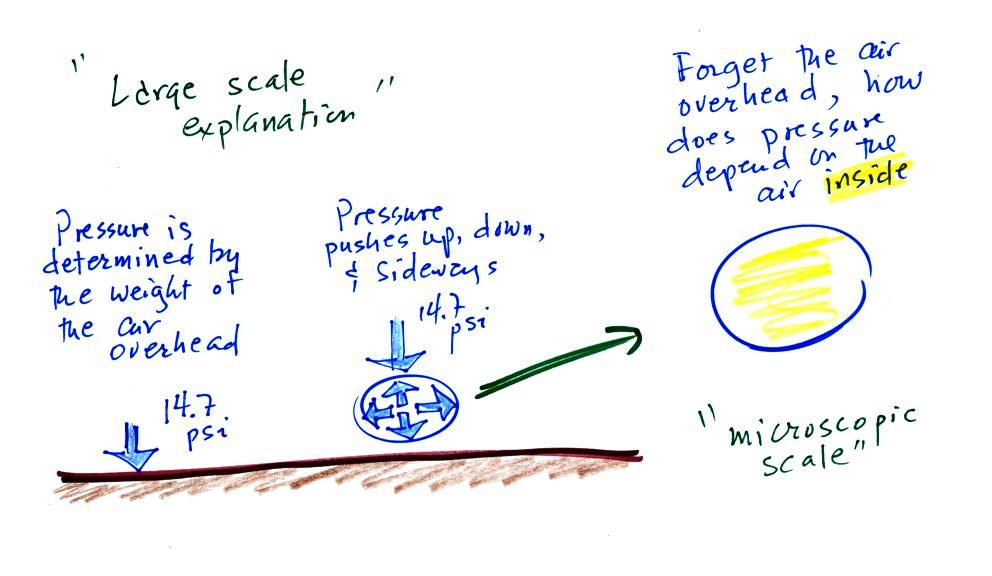 "Large scale
explanation"
Pressure is
determined by
the weight of
the air
overhead
14.7
psi
Pressure
pushes up, down,
& sideways
14.7
psi
Forget the air
overhead, how
does pressure
depend on the
air inside
"microscopic
scale"